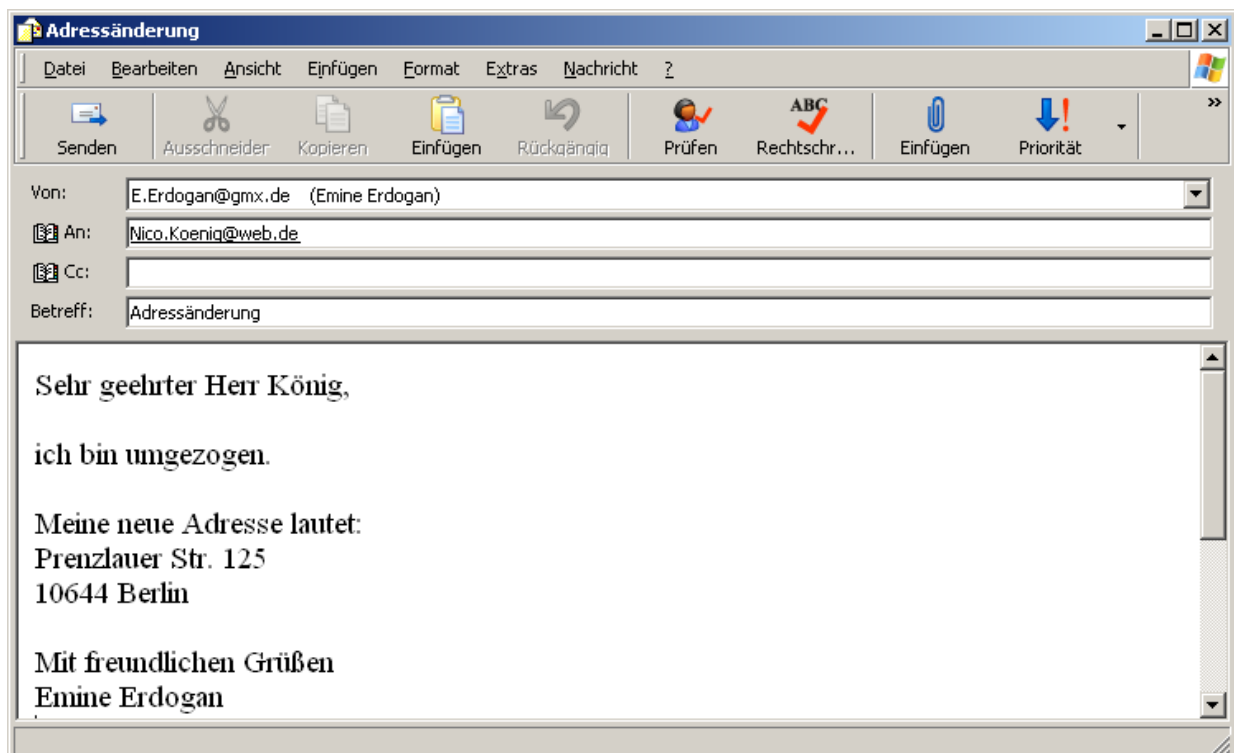 Adressänderung
Datei Bearbeiten Ansicht Einfügen Format Extras Nachricht ?
Senden Ausschneider Kopieren Einfügen Rückgängig Prüfen ABC Rechtschr... Einfügen Priorität »
Von: E.Erdogan@gmx.de (Emine Erdogan)
An: Nico.Koenig@web.de
Cc:
Betreff: Adressänderung
Sehr geehrter Herr König,
ich bin umgezogen.
Meine neue Adresse lautet:
Prenzlauer Str. 125
10644 Berlin
Mit freundlichen Grüßen
Emine Erdogan